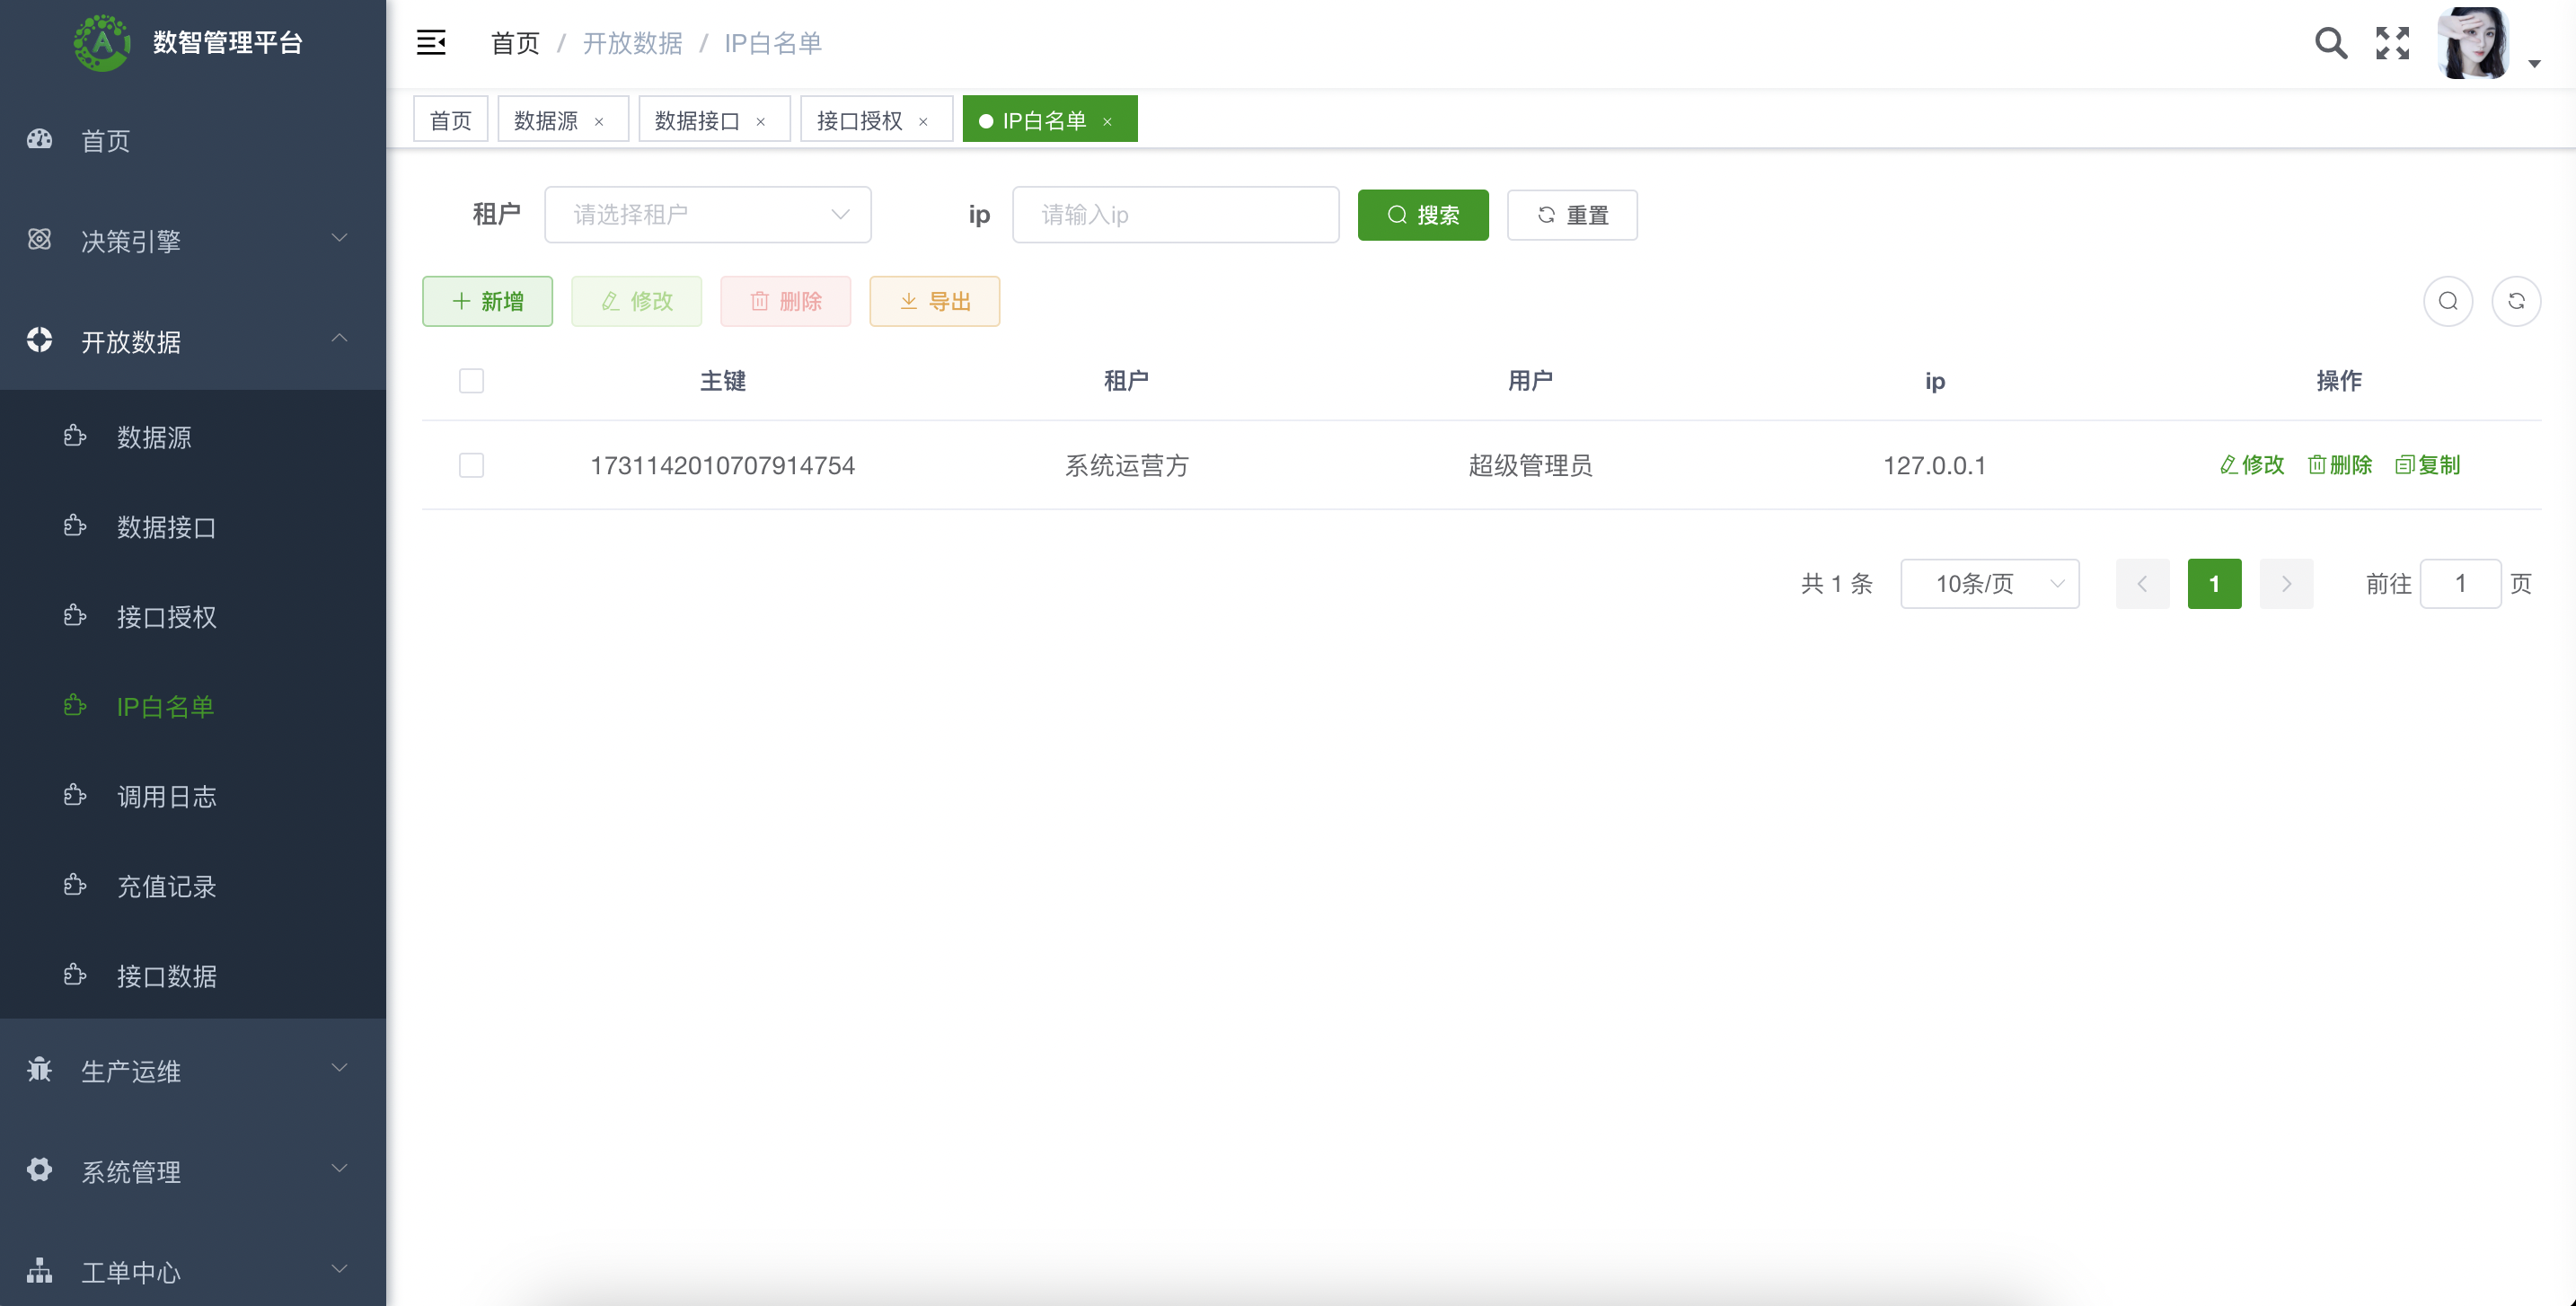 数智管理平台
首页 / 开放数据 / IP白名单
首页
数据源 ×
数据接口 ×
接口授权 ×
IP白名单 ×
首页
决策引擎
开放数据
数据源
数据接口
接口授权
IP白名单
调用日志
充值记录
接口数据
生产运维
系统管理
工单中心
租户 请选择租户 ip 请输入ip 搜索 重置
新增 修改 删除 导出
主键 租户 用户 ip 操作
1731142010707914754 系统运营方 超级管理员 127.0.0.1 修改 删除 复制
共 1 条 10条/页 1 前往 1 页